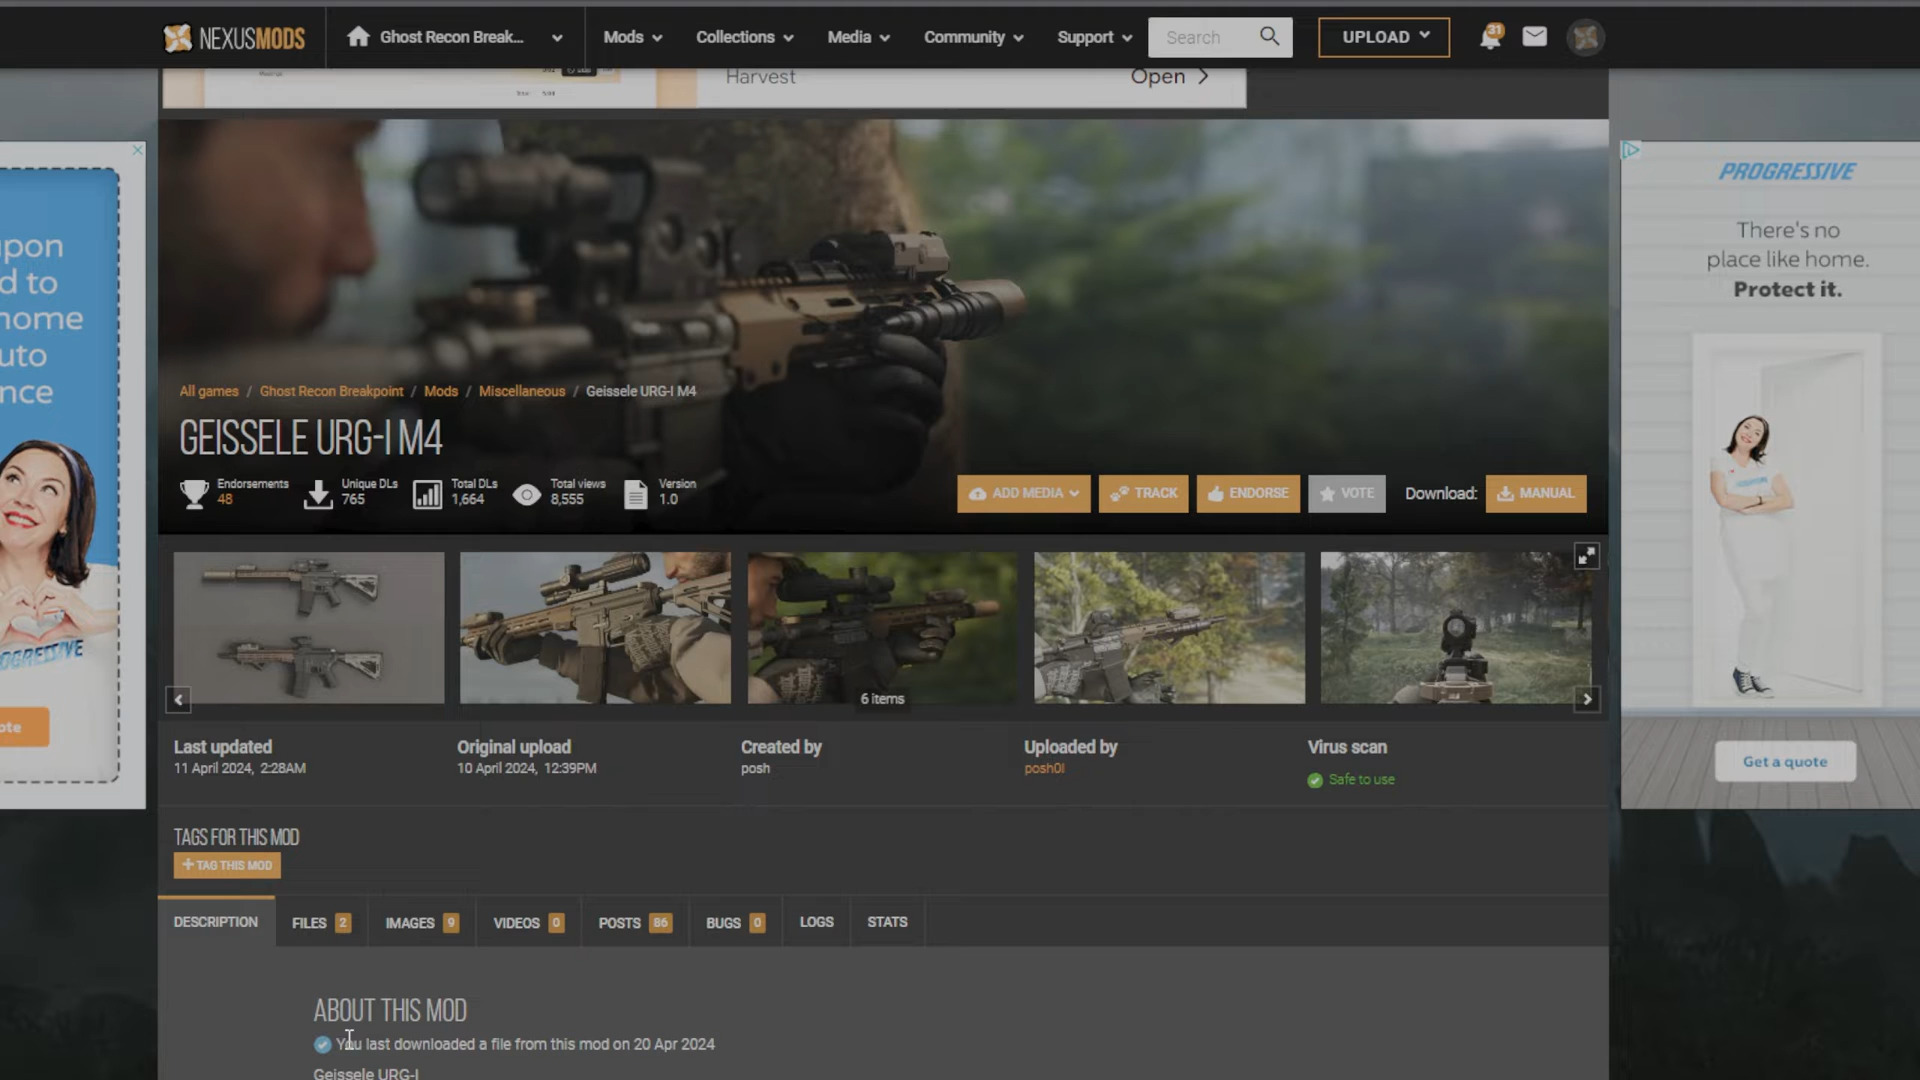 NEXUSMODS
Ghost Recon Break...
Mods
Collections
Media
Community
Support
Search
UPLOAD
31
Harvest
Open
All games / Ghost Recon Breakpoint / Mods / Miscellaneous / Geissele URG-I M4
GEISSELE URG-I M4
Endorsements
48
Unique DLs
765
Total DLs
1,664
Total views
8,555
Version
1.0
ADD MEDIA
TRACK
ENDORSE
VOTE
Download:
MANUAL
6 items
Last updated
11 April 2024, 2:28AM
Original upload
10 April 2024, 12:39PM
Created by
posh
Uploaded by
posh0l
Virus scan
Safe to use
TAGS FOR THIS MOD
+ TAG THIS MOD
DESCRIPTION
FILES 2
IMAGES 9
VIDEOS 0
POSTS 86
BUGS 0
LOGS
STATS
ABOUT THIS MOD
You last downloaded a file from this mod on 20 Apr 2024
Geissele URG-I
upon
d to
home
uto
nce
OGRESSIVE
ote
PROGRESSIVE
There's no
place like home.
Protect it.
Get a quote